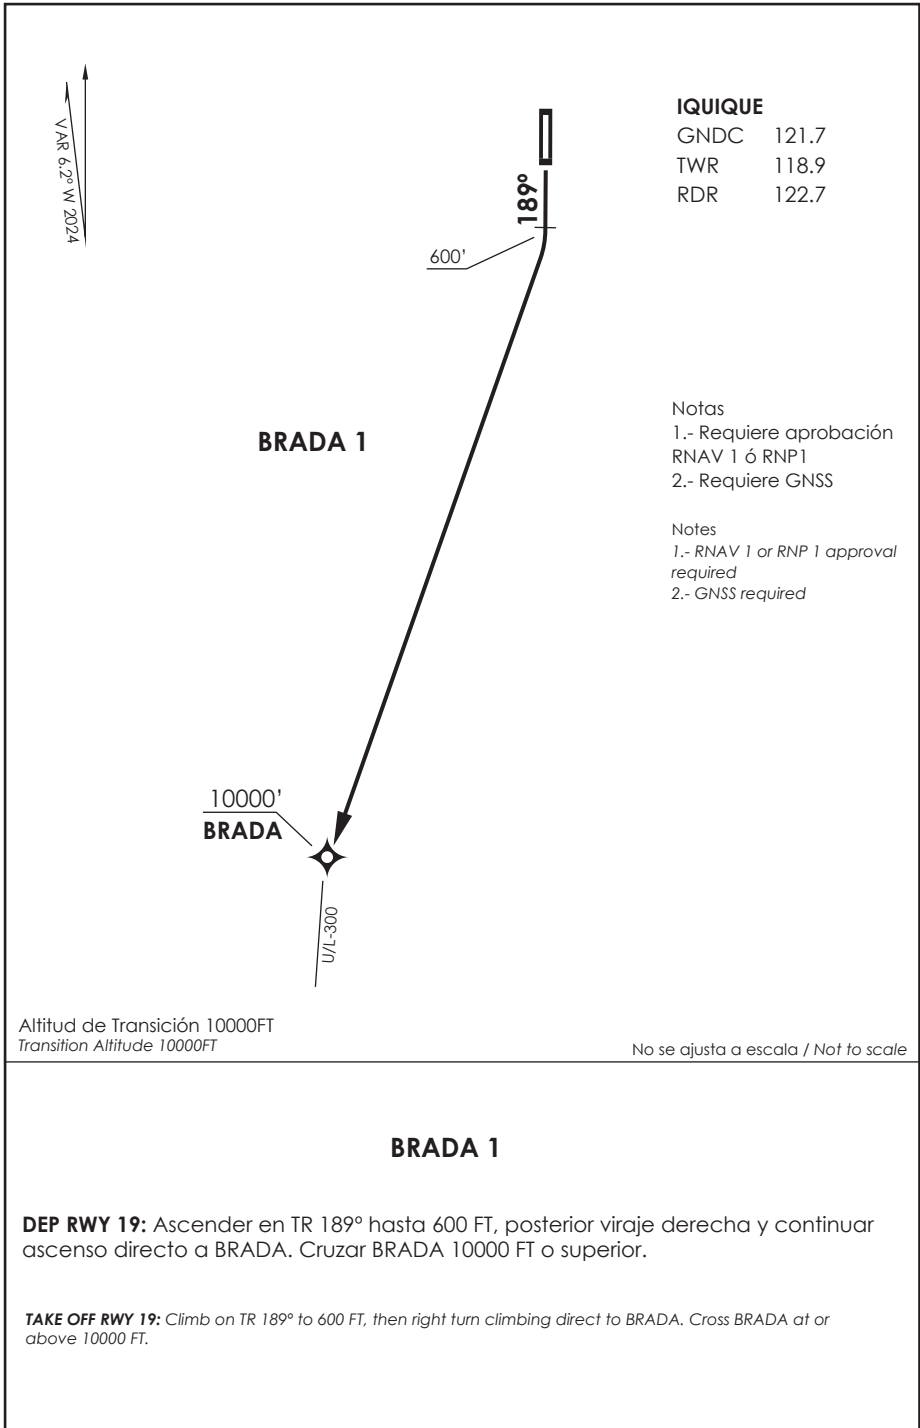 VAR 6.2° W 2024
IQUIQUE
GNDC 121.7
TWR 118.9
RDR 122.7
189º
600’
BRADA 1
Notas
1.- Requiere aprobación
RNAV 1 ó RNP1
2.- Requiere GNSS
Notes
1.- RNAV 1 or RNP 1 approval
required
2.- GNSS required
10000’
BRADA
U/L-300
Altitud de Transición 10000FT
Transition Altitude 10000FT
No se ajusta a escala / Not to scale
BRADA 1
DEP RWY 19: Ascender en TR 189º hasta 600 FT, posterior viraje derecha y continuar
ascenso directo a BRADA. Cruzar BRADA 10000 FT o superior.
TAKE OFF RWY 19: Climb on TR 189º to 600 FT, then right turn climbing direct to BRADA. Cross BRADA at or
above 10000 FT.